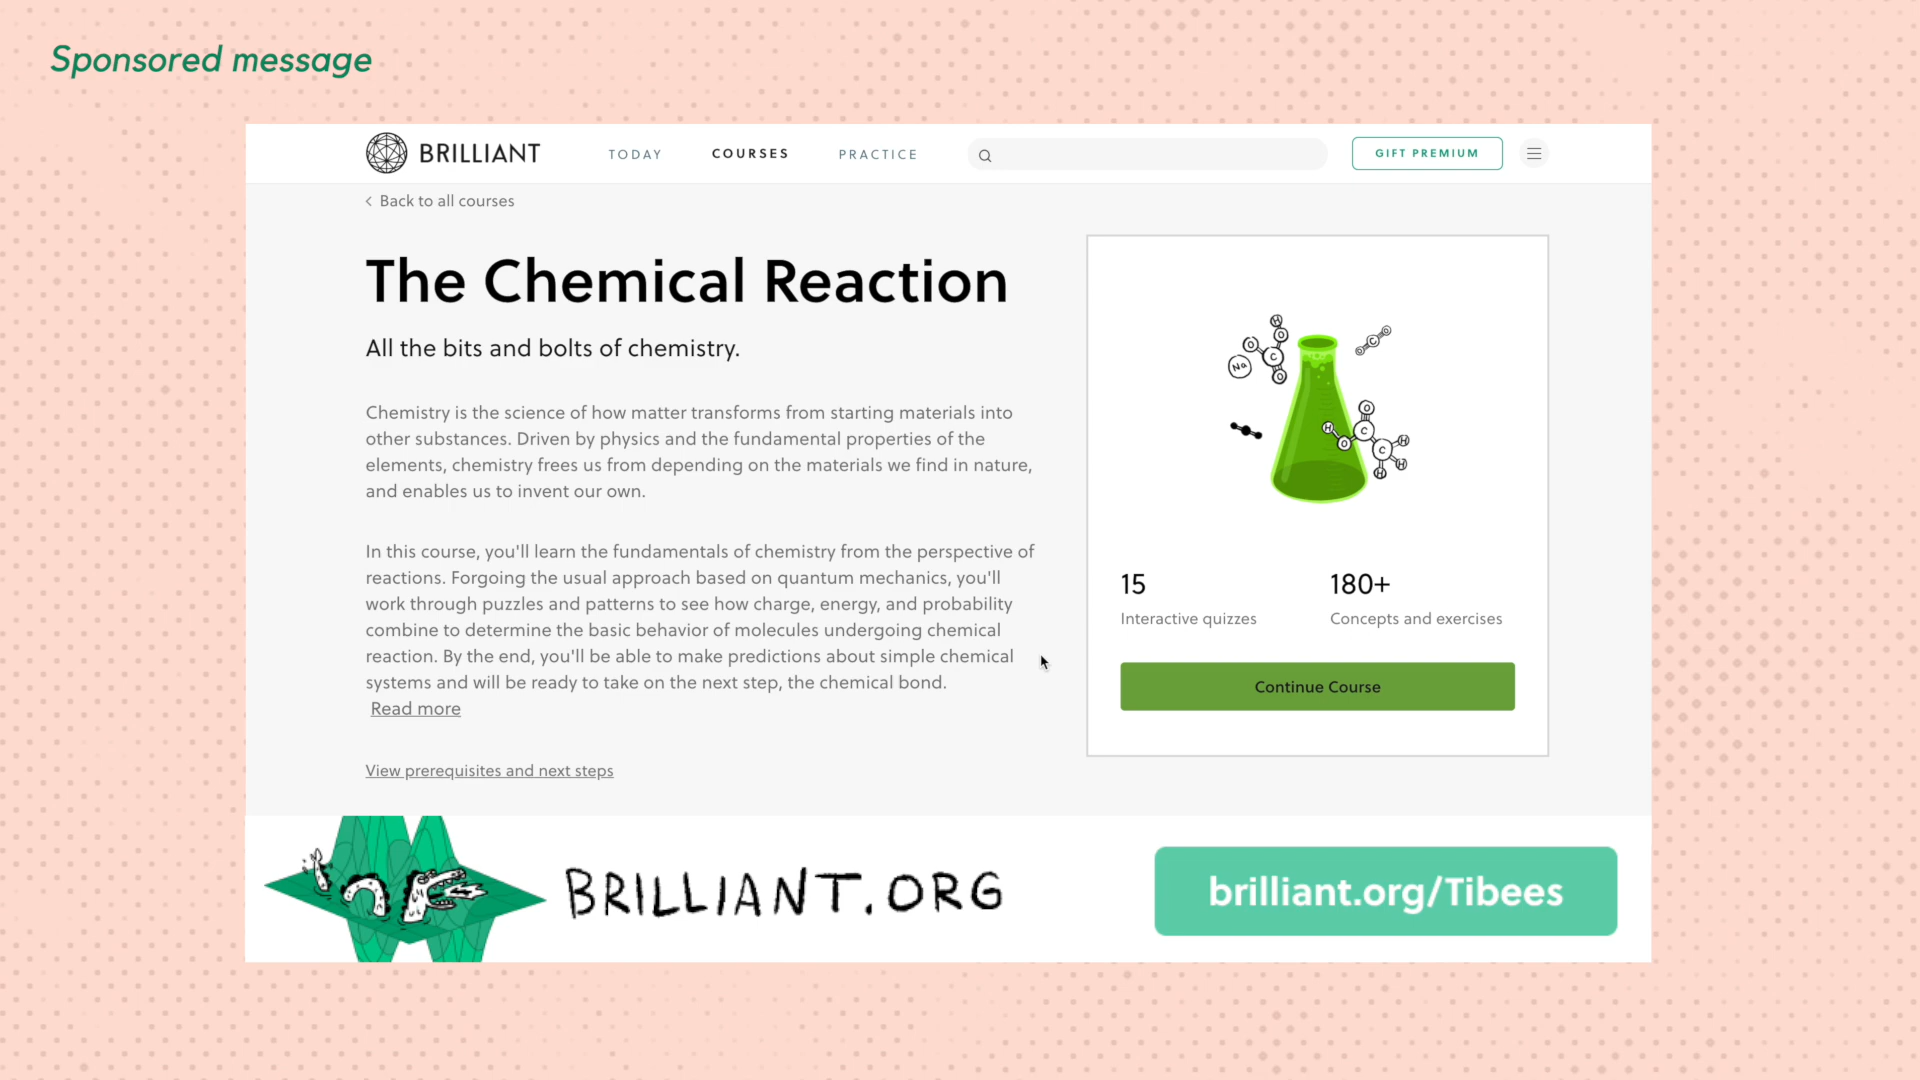 Sponsored message
BRILLIANT
TODAY
COURSES
PRACTICE
GIFT PREMIUM
Back to all courses
The Chemical Reaction
All the bits and bolts of chemistry.
Chemistry is the science of how matter transforms from starting materials into
other substances. Driven by physics and the fundamental properties of the
elements, chemistry frees us from depending on the materials we find in nature,
and enables us to invent our own.
In this course, you'll learn the fundamentals of chemistry from the perspective of
reactions. Forgoing the usual approach based on quantum mechanics, you'll
work through puzzles and patterns to see how charge, energy, and probability
combine to determine the basic behavior of molecules undergoing chemical
reaction. By the end, you'll be able to make predictions about simple chemical
systems and will be ready to take on the next step, the chemical bond.
Read more
View prerequisites and next steps
H
O
O
C
Na
O
O
C
O
O
H
C
O
C
H
H
H
15
Interactive quizzes
180+
Concepts and exercises
Continue Course
BRILLIANT.ORG
brilliant.org/Tibees